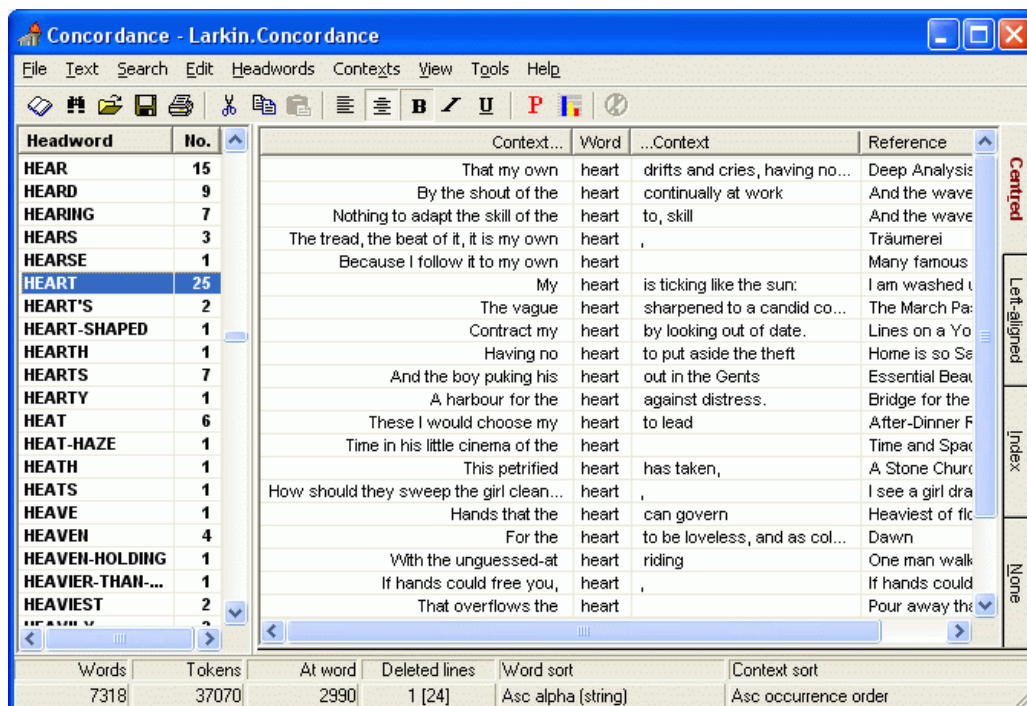 Concordance - Larkin.Concordance
File Text Search Edit Headwords Contexts View Tools Help
B I U P
Headword No.
HEAR 15
HEARD 9
HEARING 7
HEARS 3
HEARSE 1
HEART 25
HEART'S 2
HEART-SHAPED 1
HEARTH 1
HEARTS 7
HEARTY 1
HEAT 6
HEAT-HAZE 1
HEATH 1
HEATS 1
HEAVE 1
HEAVEN 4
HEAVEN-HOLDING 1
HEAVIER-THAN-... 1
HEAVIEST 2
Context... Word ...Context Reference
That my own heart drifts and cries, having no... Deep Analysis
By the shout of the heart continually at work And the wave
Nothing to adapt the skill of the heart to, skill And the wave
The tread, the beat of it, it is my own heart , Träumerei
Because I follow it to my own heart Many famous
My heart is ticking like the sun: I am washed u
The vague heart sharpened to a candid co... The March Pa
Contract my heart by looking out of date. Lines on a Yo
Having no heart to put aside the theft Home is so Sa
And the boy puking his heart out in the Gents Essential Beau
A harbour for the heart against distress. Bridge for the
These I would choose my heart to lead After-Dinner R
Time in his little cinema of the heart Time and Spac
This petrified heart has taken, A Stone Churc
How should they sweep the girl clean... heart , I see a girl dra
Hands that the heart can govern Heaviest of flo
For the heart to be loveless, and as col... Dawn
With the unguessed-at heart riding One man walk
If hands could free you, heart , If hands could
That overflows the heart Pour away tha
Centred
Left-aligned
Index
None
Words Tokens At word Deleted lines Word sort Context sort
7318 37070 2990 1 [24] Asc alpha (string) Asc occurrence order